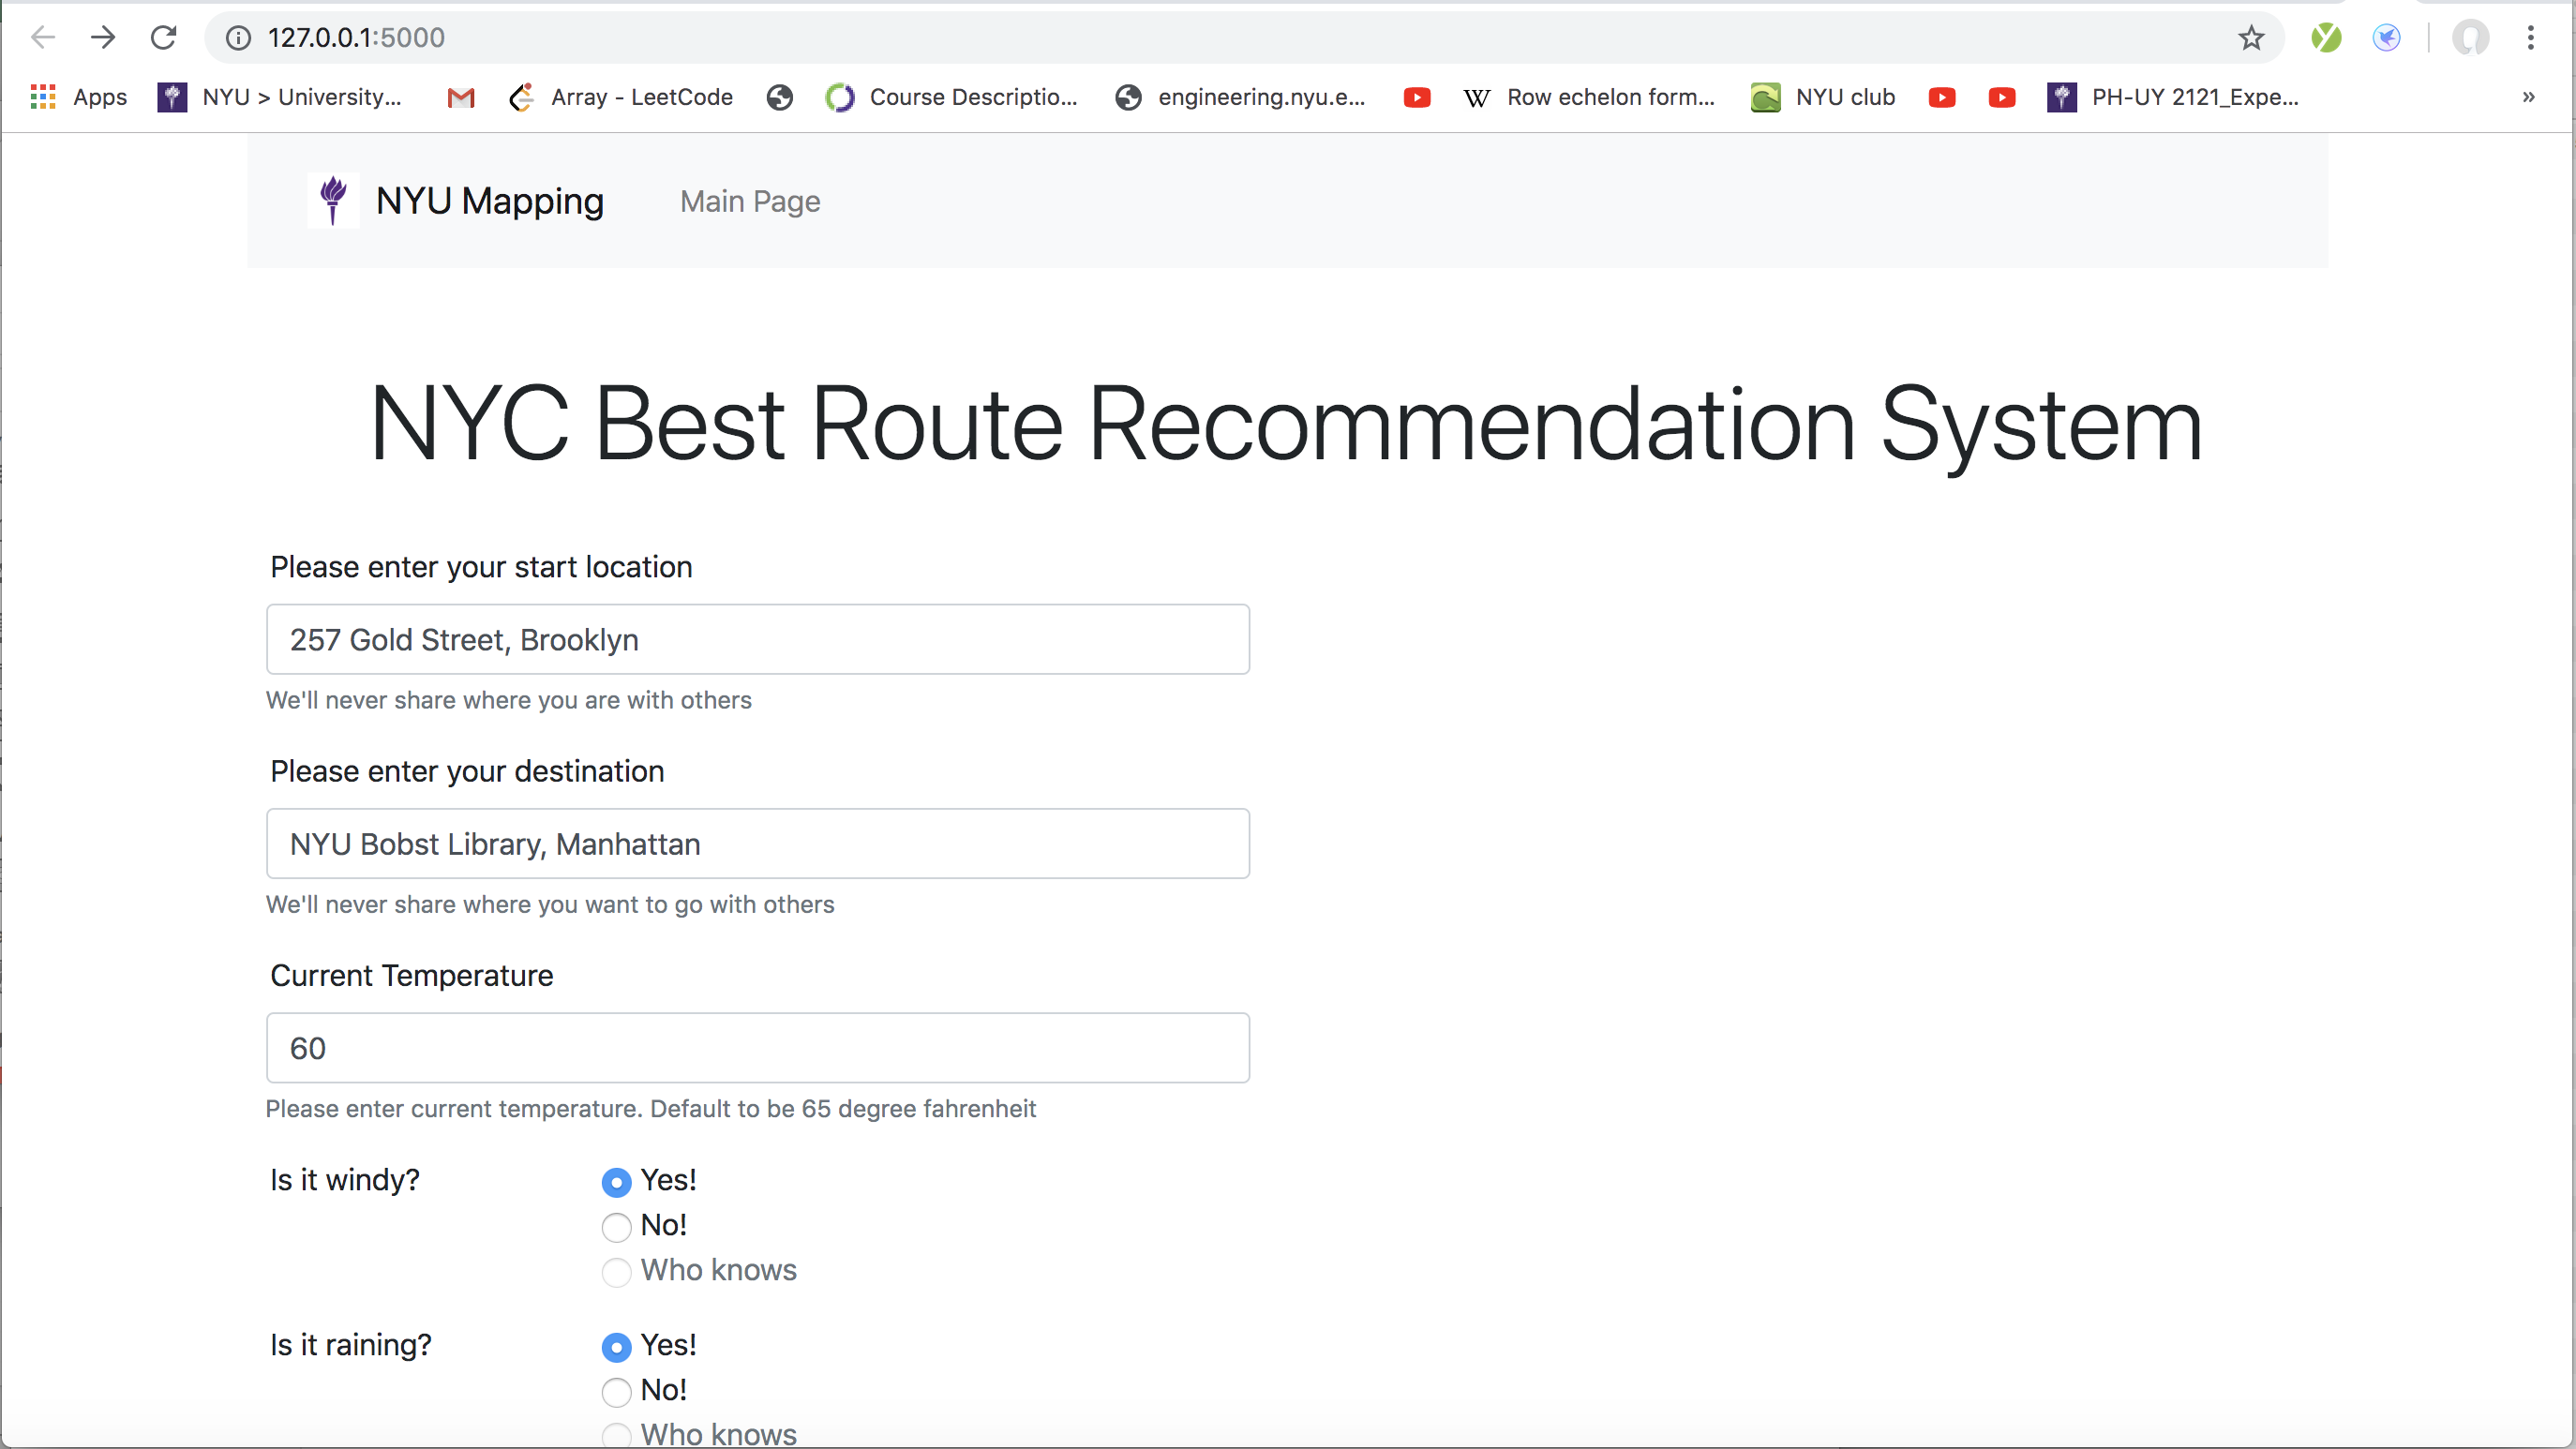 127.0.0.1:5000
Apps NYU > University... Array - LeetCode Course Descriptio... engineering.nyu.e... W Row echelon form... NYU club PH-UY 2121_Expe... »
NYU Mapping Main Page
NYC Best Route Recommendation System
Please enter your start location
257 Gold Street, Brooklyn
We'll never share where you are with others
Please enter your destination
NYU Bobst Library, Manhattan
We'll never share where you want to go with others
Current Temperature
60
Please enter current temperature. Default to be 65 degree fahrenheit
Is it windy? Yes!
No!
Who knows
Is it raining? Yes!
No!
Who knows